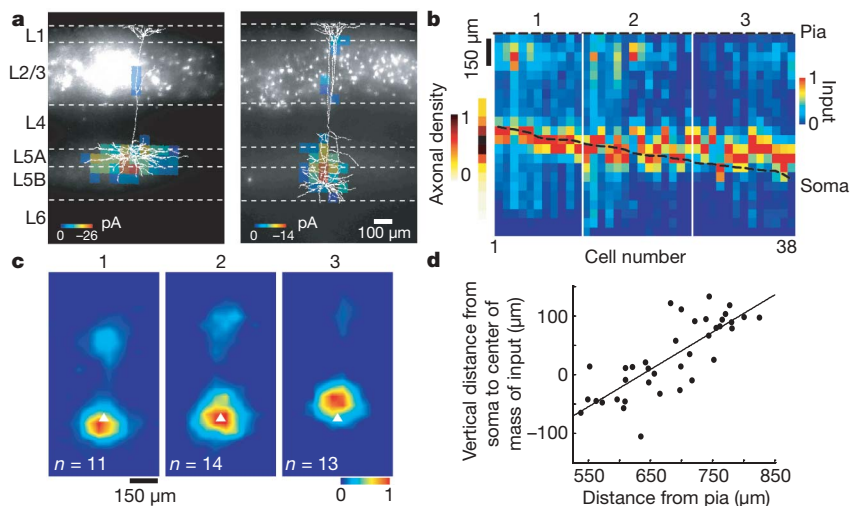 a
L1
L2/3
L4
L5A
L5B
L6
pA
0 −26
pA
0 −14
100 μm
b
1 2 3
150 μm
Pia
Axonal density
1
0
1
0
Input
Soma
1
38
Cell number
c
1 2 3
n = 11
n = 14
n = 13
150 μm
0 1
d
Vertical distance from
soma to center of
mass of input (μm)
100
0
−100
550 650 750 850
Distance from pia (μm)